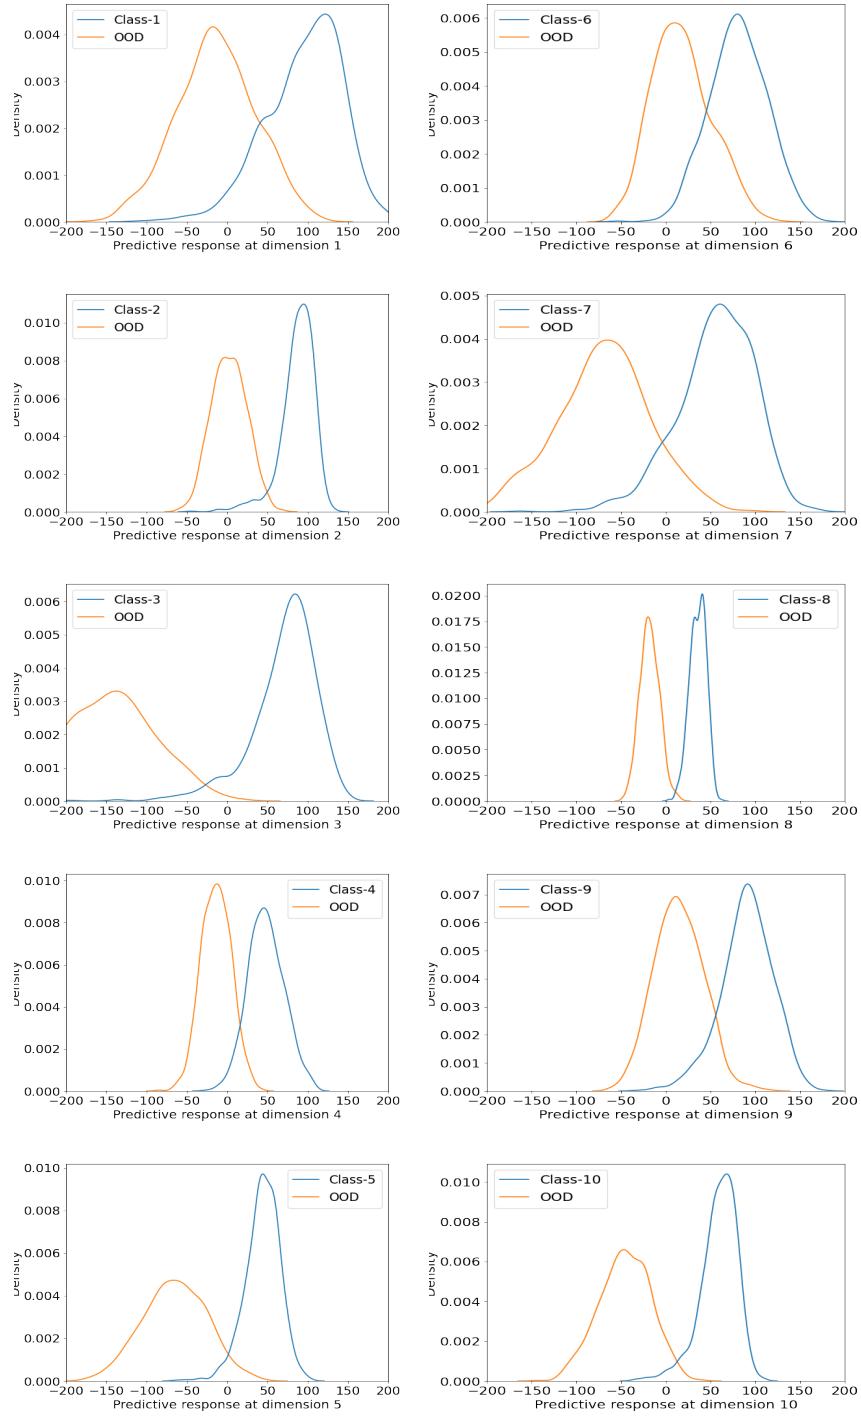 Class-1
OOD
0.004
0.003
0.002
0.001
0.000
Density
−200 −150 −100 −50 0 50 100 150 200
Predictive response at dimension 1
Class-6
OOD
0.006
0.005
0.004
0.003
0.002
0.001
0.000
Density
−200 −150 −100 −50 0 50 100 150 200
Predictive response at dimension 6
Class-2
OOD
0.010
0.008
0.006
0.004
0.002
0.000
Density
−200 −150 −100 −50 0 50 100 150 200
Predictive response at dimension 2
Class-7
OOD
0.005
0.004
0.003
0.002
0.001
0.000
Density
−200 −150 −100 −50 0 50 100 150 200
Predictive response at dimension 7
Class-3
OOD
0.006
0.005
0.004
0.003
0.002
0.001
0.000
Density
−200 −150 −100 −50 0 50 100 150 200
Predictive response at dimension 3
Class-8
OOD
0.0200
0.0175
0.0150
0.0125
0.0100
0.0075
0.0050
0.0025
0.0000
−200 −150 −100 −50 0 50 100 150 200
Predictive response at dimension 8
Class-4
OOD
0.010
0.008
0.006
0.004
0.002
0.000
Density
−200 −150 −100 −50 0 50 100 150 200
Predictive response at dimension 4
Class-9
OOD
0.007
0.006
0.005
0.004
0.003
0.002
0.001
0.000
Density
−200 −150 −100 −50 0 50 100 150 200
Predictive response at dimension 9
Class-5
OOD
0.010
0.008
0.006
0.004
0.002
0.000
Density
−200 −150 −100 −50 0 50 100 150 200
Predictive response at dimension 5
Class-10
OOD
0.010
0.008
0.006
0.004
0.002
0.000
Density
−200 −150 −100 −50 0 50 100 150 200
Predictive response at dimension 10